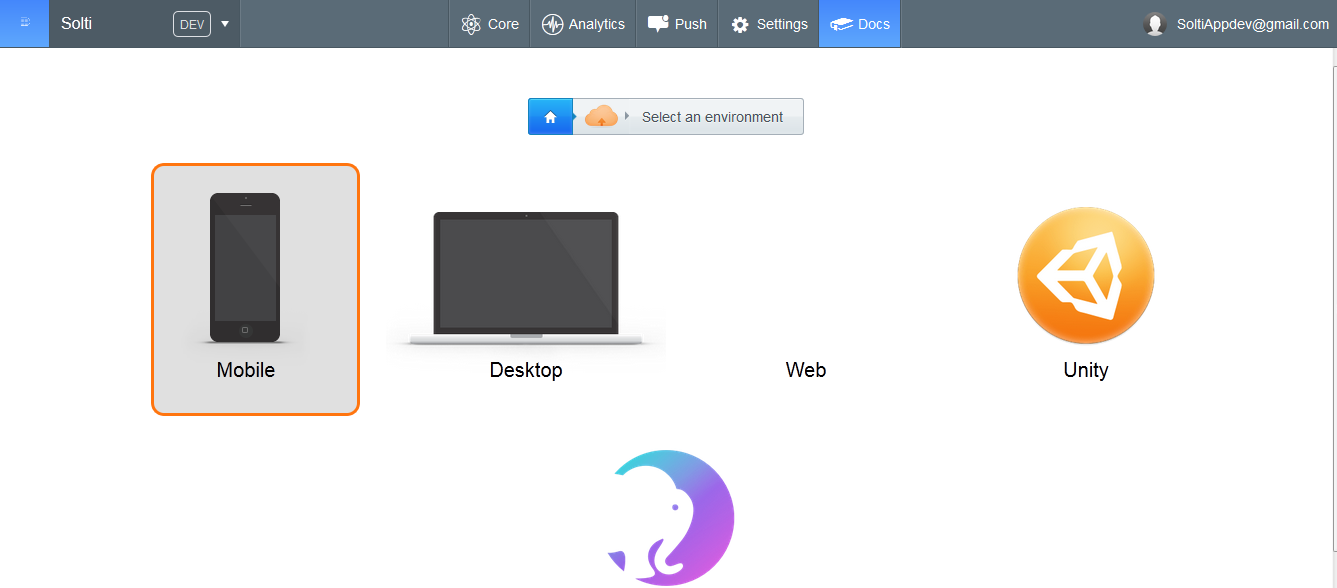 Solti
DEV
Core
Analytics
Push
Settings
Docs
SoltiAppdev@gmail.com
Select an environment
Mobile
Desktop
Web
Unity